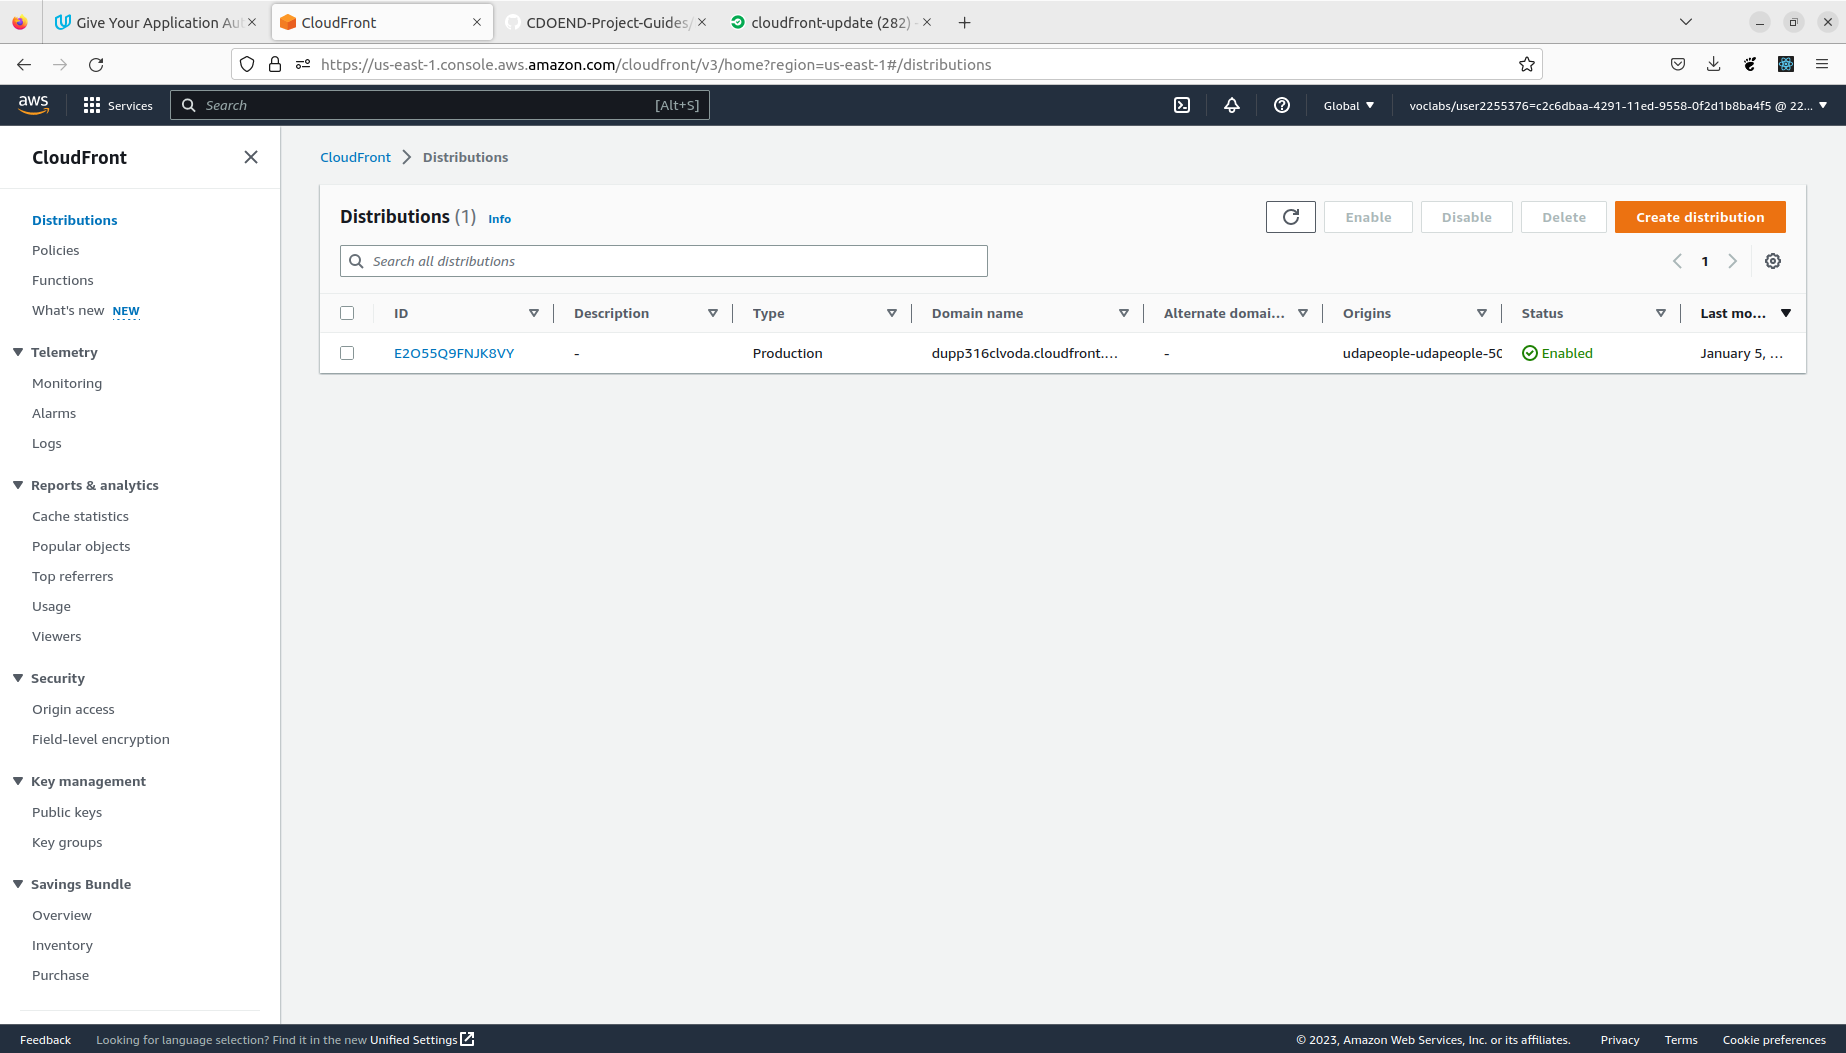 Give Your Application Au
CloudFront
CDOEND-Project-Guides/
cloudfront-update (282) -
https://us-east-1.console.aws.amazon.com/cloudfront/v3/home?region=us-east-1#/distributions
aws
Services
Search
[Alt+S]
Global
voclabs/user2255376=c2c6dbaa-4291-11ed-9558-0f2d1b8ba4f5 @ 22...
CloudFront
Distributions
Policies
Functions
What's new NEW
Telemetry
Monitoring
Alarms
Logs
Reports & analytics
Cache statistics
Popular objects
Top referrers
Usage
Viewers
Security
Origin access
Field-level encryption
Key management
Public keys
Key groups
Savings Bundle
Overview
Inventory
Purchase
CloudFront > Distributions
Distributions (1) Info
Enable
Disable
Delete
Create distribution
Search all distributions
1
ID Description Type Domain name Alternate domai... Origins Status Last mo...
E2O55Q9FNJK8VY - Production dupp316clvoda.cloudfront.... - udapeople-udapeople-50 Enabled January 5, ...
Feedback Looking for language selection? Find it in the new Unified Settings
© 2023, Amazon Web Services, Inc. or its affiliates. Privacy Terms Cookie preferences